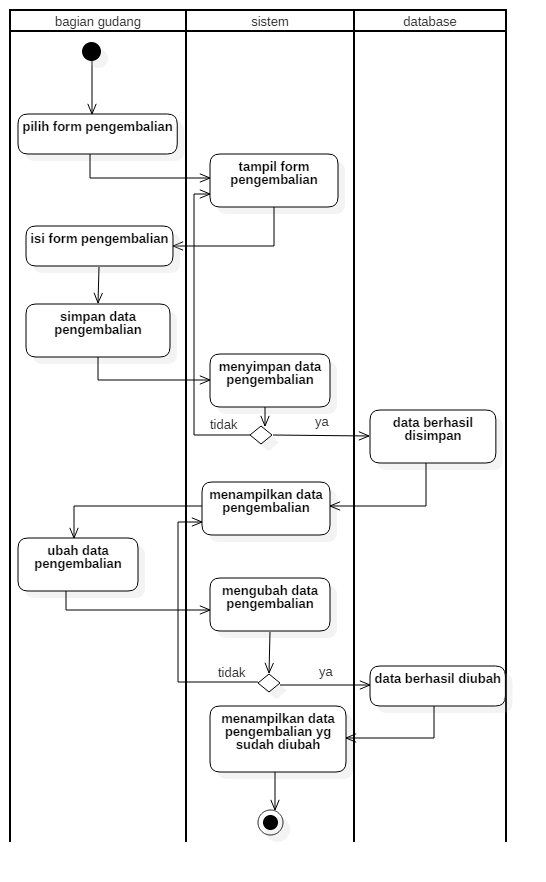 bagian gudang
sistem
database
pilih form pengembalian
tampil form
pengembalian
isi form pengembalian
simpan data
pengembalian
menyimpan data
pengembalian
tidak
ya
data berhasil
disimpan
menampilkan data
pengembalian
ubah data
pengembalian
mengubah data
pengembalian
tidak
ya
data berhasil diubah
menampilkan data
pengembalian yg
sudah diubah